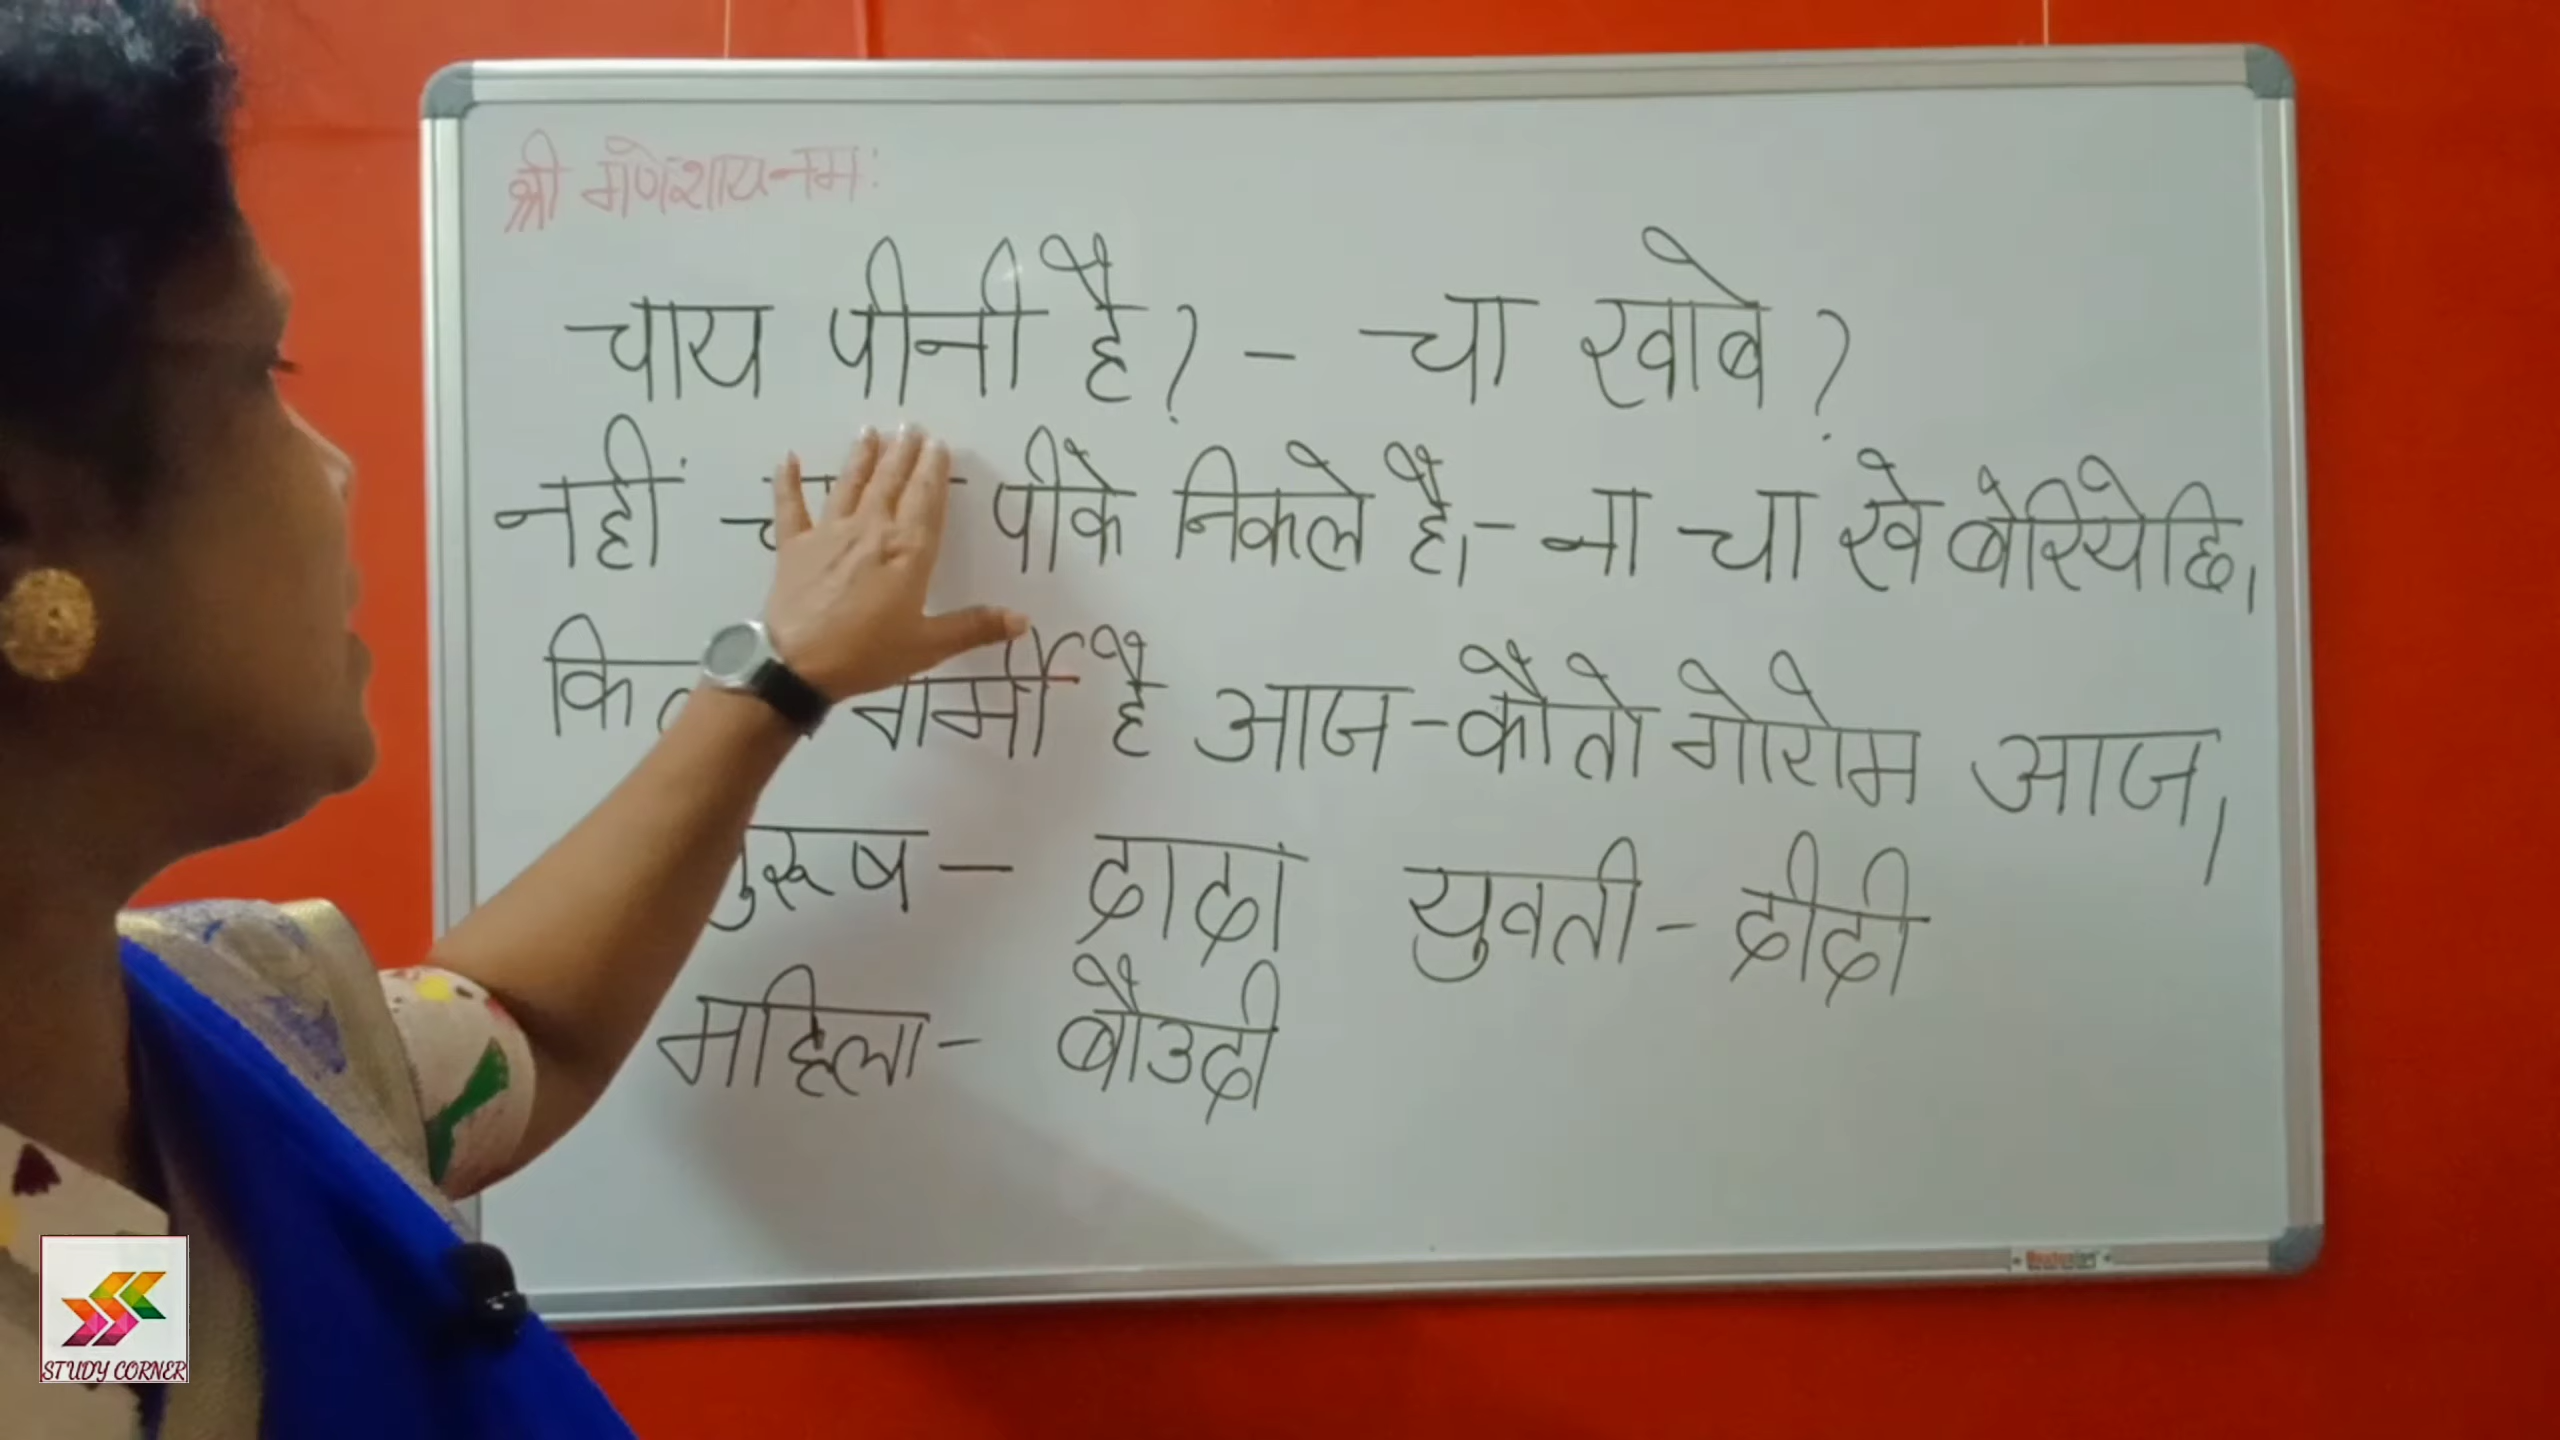 श्री गणेशाय नम:
चाय पीनी है? - चा खाबे?
नहीं पीके निकले है।- ना चा खे बेरियेछि।
गर्मी है आज - कौतो गोरोम आज।
पुरूष - दादा युवती - दीदी
महिला - बौउदी
STUDY CORNER